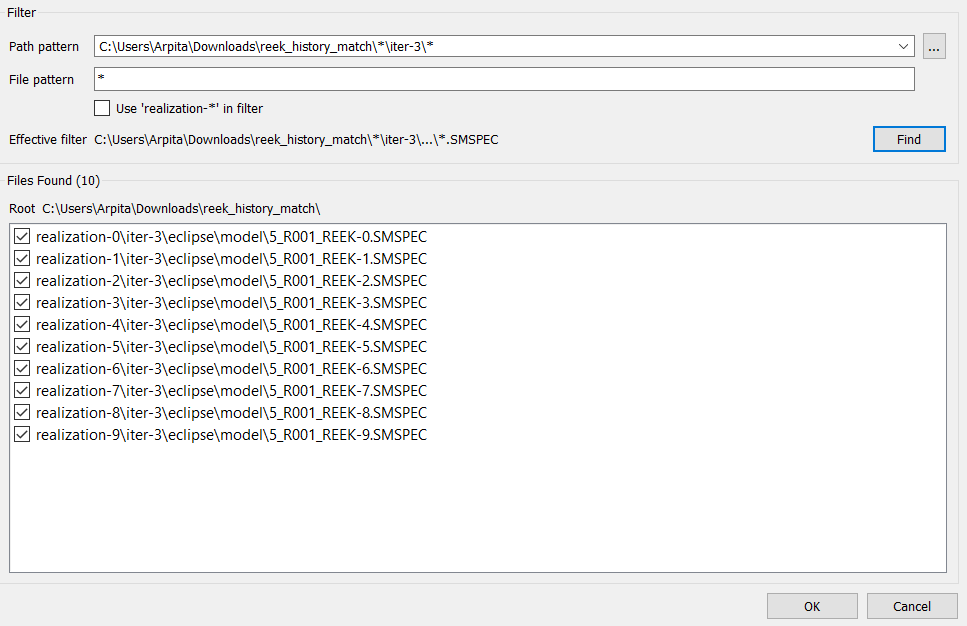 Filter
Path pattern C:\Users\Arpita\Downloads\reek_history_match\*\iter-3\* ...
File pattern *
Use 'realization-*' in filter
Effective filter C:\Users\Arpita\Downloads\reek_history_match\*\iter-3\...\*.SMSPEC Find
Files Found (10)
Root C:\Users\Arpita\Downloads\reek_history_match\
realization-0\iter-3\eclipse\model\5_R001_REEK-0.SMSPEC
realization-1\iter-3\eclipse\model\5_R001_REEK-1.SMSPEC
realization-2\iter-3\eclipse\model\5_R001_REEK-2.SMSPEC
realization-3\iter-3\eclipse\model\5_R001_REEK-3.SMSPEC
realization-4\iter-3\eclipse\model\5_R001_REEK-4.SMSPEC
realization-5\iter-3\eclipse\model\5_R001_REEK-5.SMSPEC
realization-6\iter-3\eclipse\model\5_R001_REEK-6.SMSPEC
realization-7\iter-3\eclipse\model\5_R001_REEK-7.SMSPEC
realization-8\iter-3\eclipse\model\5_R001_REEK-8.SMSPEC
realization-9\iter-3\eclipse\model\5_R001_REEK-9.SMSPEC
OK Cancel